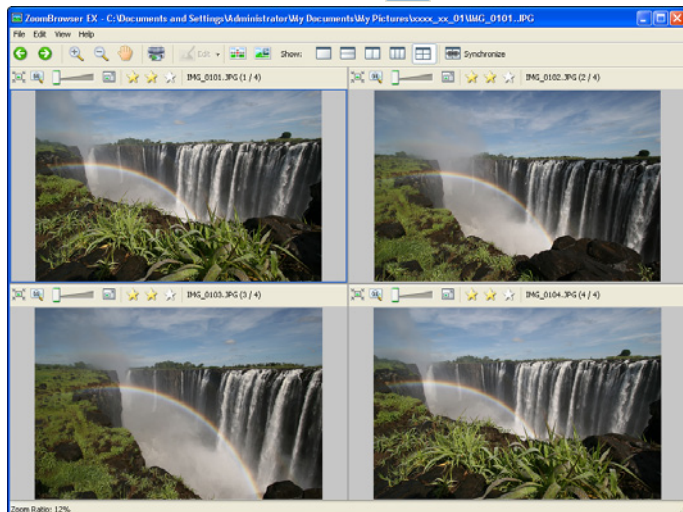 ZoomBrowser EX - C:\Documents and Settings\Administrator\My Documents\My Pictures\xxxx_xx_01\IMG_0101.JPG
File Edit View Help
Edit Show: Synchronize
IMG_0101.JPG (1 / 4) IMG_0102.JPG (2 / 4)
IMG_0103.JPG (3 / 4) IMG_0104.JPG (4 / 4)
Zoom Ratio: 12%